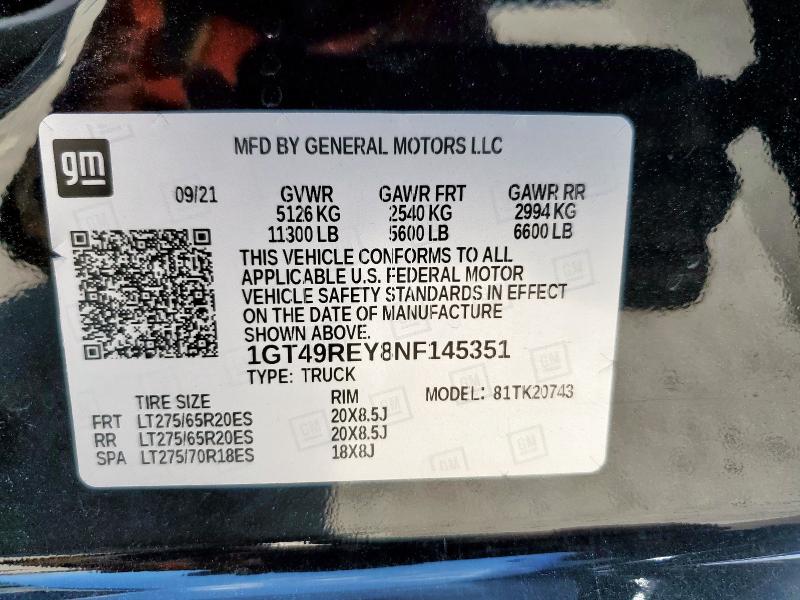 gm
MFD BY GENERAL MOTORS LLC
09/21 GVWR GAWR FRT GAWR RR
5126 KG 2540 KG 2994 KG
11300 LB 5600 LB 6600 LB
THIS VEHICLE CONFORMS TO ALL
APPLICABLE U.S. FEDERAL MOTOR
VEHICLE SAFETY STANDARDS IN EFFECT
ON THE DATE OF MANUFACTURE
SHOWN ABOVE.
1GT49REY8NF145351
TYPE: TRUCK
TIRE SIZE RIM MODEL: 81TK20743
FRT LT275/65R20ES 20X8.5J
RR LT275/65R20ES 20X8.5J
SPA LT275/70R18ES 18X8J